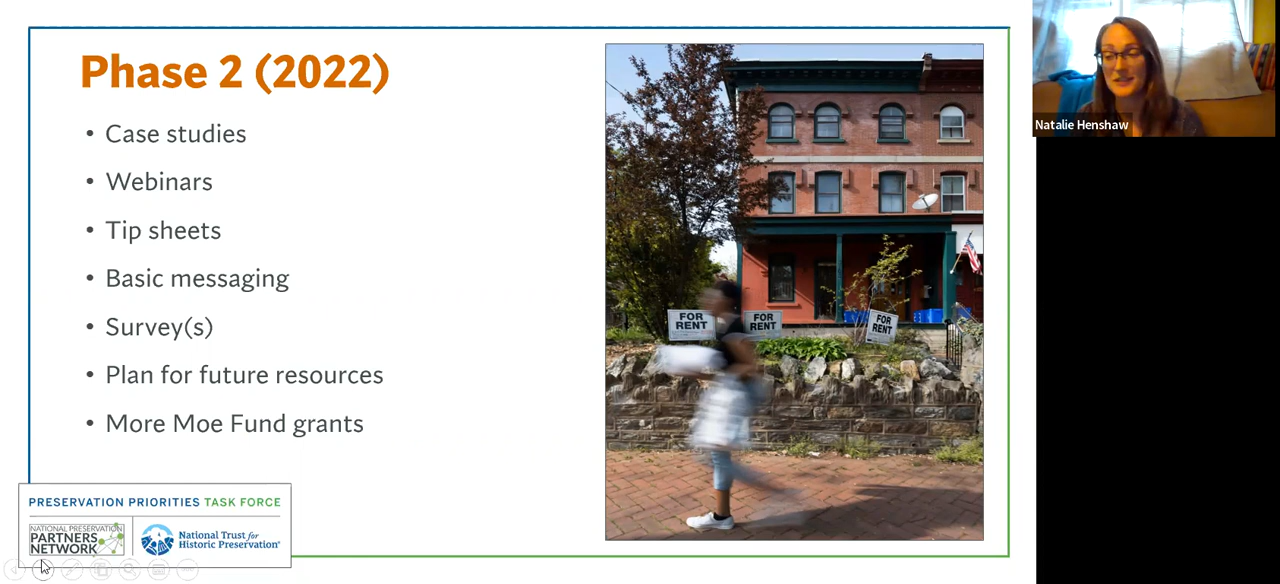 Phase 2 (2022)
• Case studies
• Webinars
• Tip sheets
• Basic messaging
• Survey(s)
• Plan for future resources
• More Moe Fund grants
FOR
RENT
FOR
RENT
FOR
RENT
PRESERVATION PRIORITIES TASK FORCE
NATIONAL PRESERVATION
PARTNERS
NETWORK
National Trust for
Historic Preservation®
Natalie Henshaw